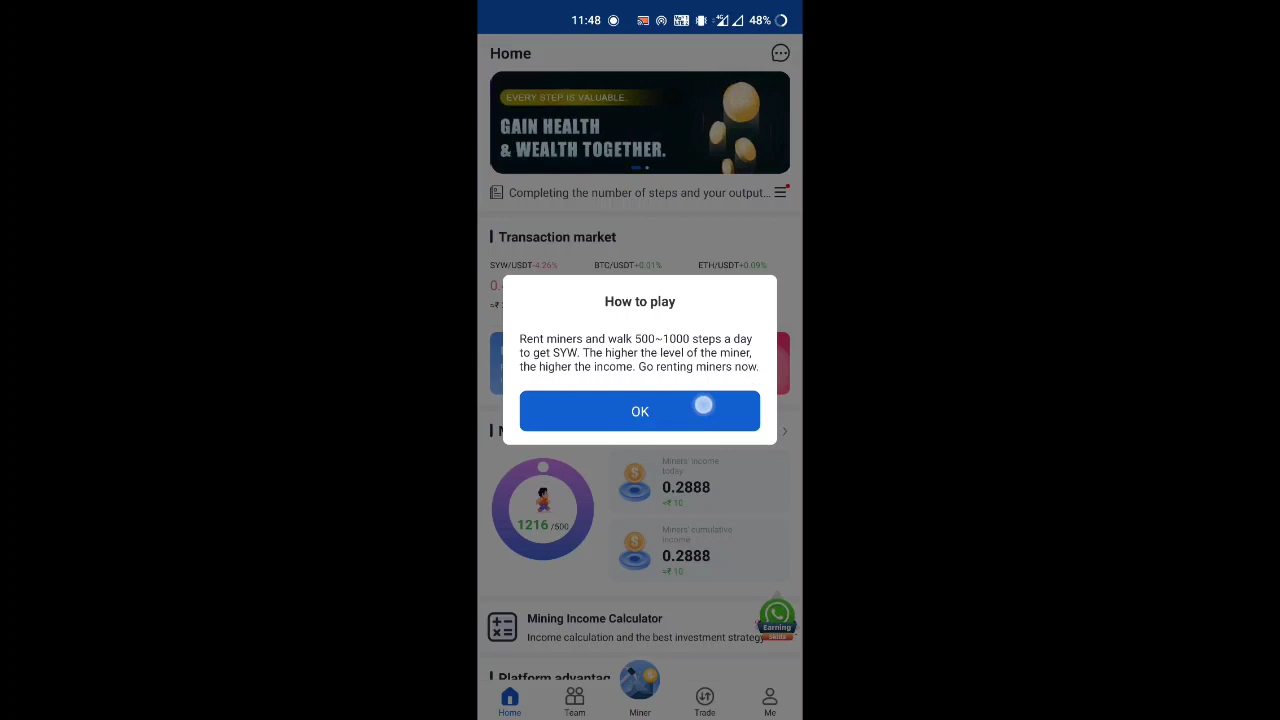 11:48
48%
Home
EVERY STEP IS VALUABLE.
GAIN HEALTH
& WEALTH TOGETHER.
Completing the number of steps and your output...
Transaction market
SYW/USDT-4.26% BTC/USDT+0.01% ETH/USDT+0.09%
How to play
Rent miners and walk 500~1000 steps a day
to get SYW. The higher the level of the miner,
the higher the income. Go renting miners now.
OK
Miners' income
today
0.2888
≈₹ 10
1216 /500
Miners' cumulative
income
0.2888
≈₹ 10
Mining Income Calculator
Income calculation and the best investment strategy
Earning
Skills
Platform advantag
Home Team Miner Trade Me